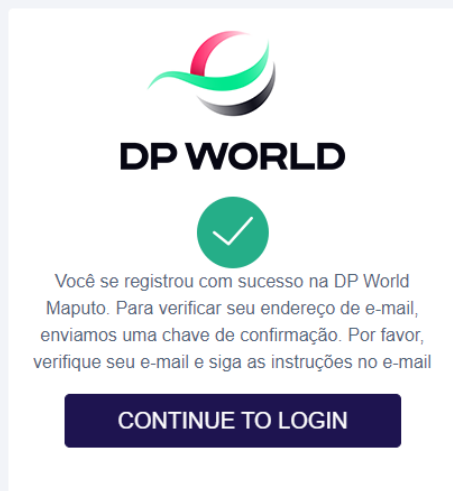 DP WORLD
Você se registrou com sucesso na DP World
Maputo. Para verificar seu endereço de e-mail,
enviamos uma chave de confirmação. Por favor,
verifique seu e-mail e siga as instruções no e-mail
CONTINUE TO LOGIN